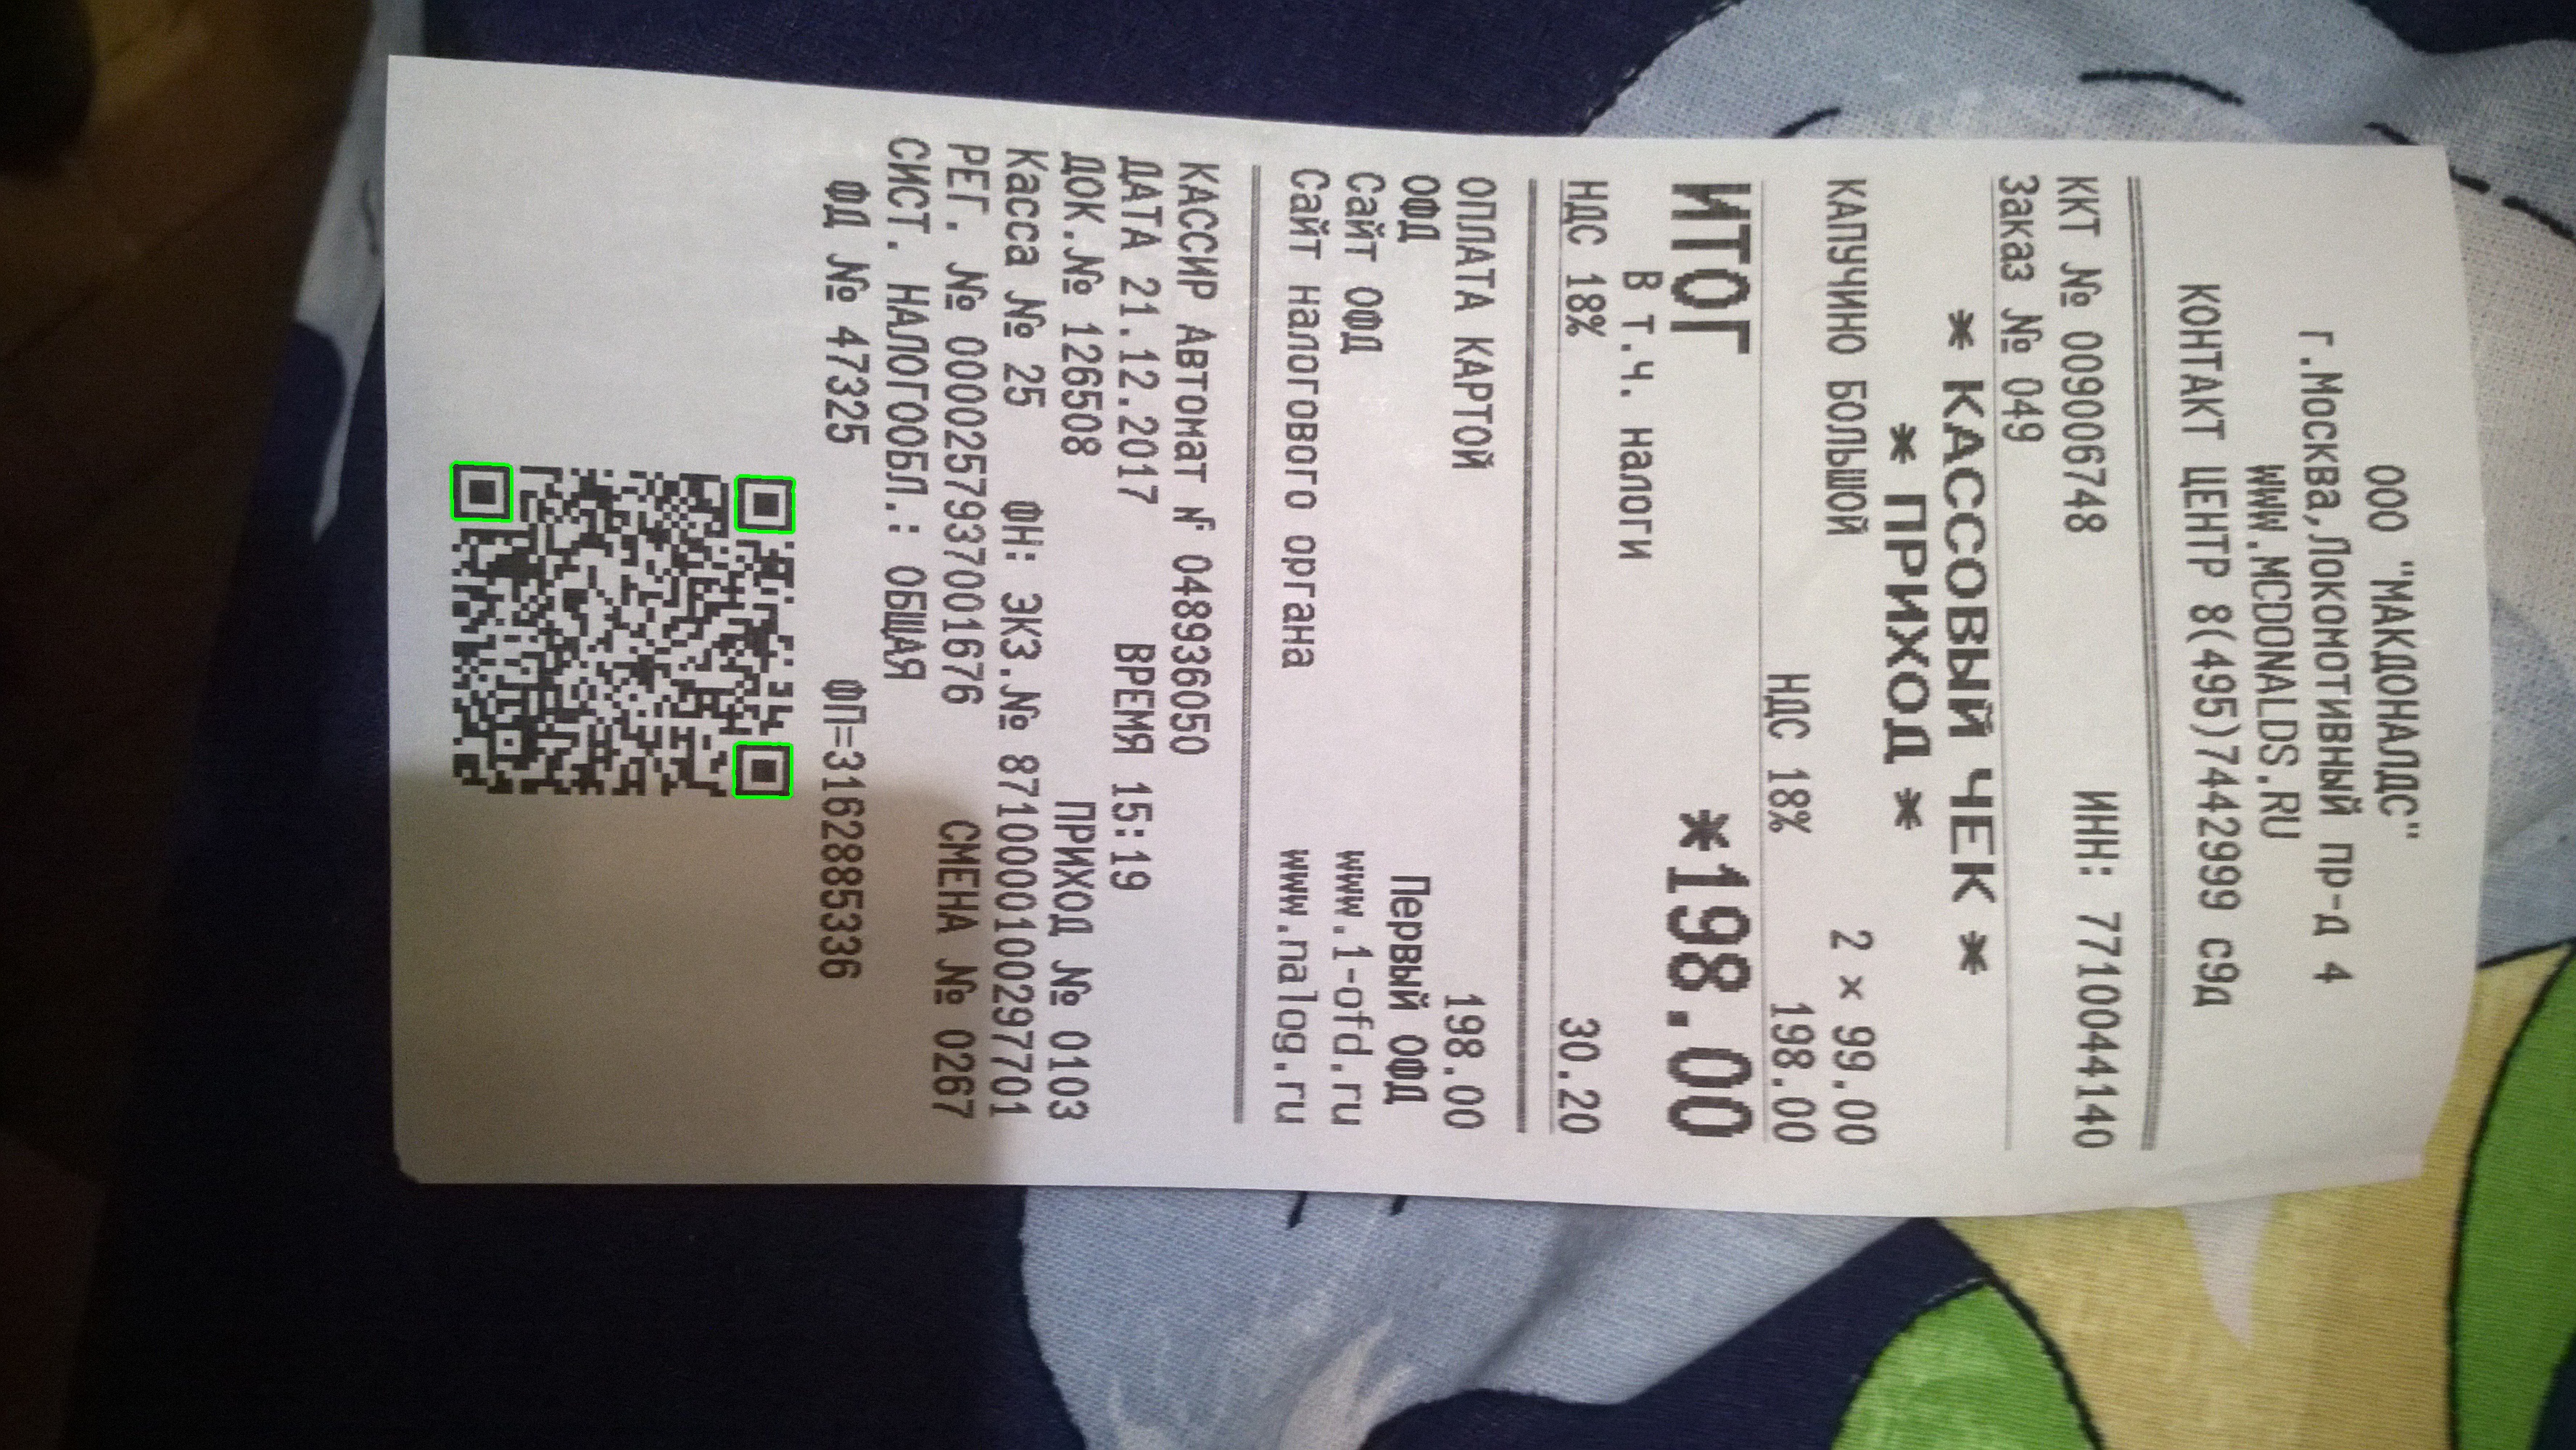 ООО "МАКДОНАЛДС"
г.Москва,Локомотивный пр-д 4
WWW.MCDONALDS.RU
КОНТАКТ ЦЕНТР 8(495)7442999 с9д
ККТ № 0090006748 ИНН: 7710044140
Заказ № 049
* КАССОВЫЙ ЧЕК *
* ПРИХОД *
КАПУЧИНО БОЛЬШОЙ 2 × 99.00
НДС 18% 198.00
ИТОГ *198.00
В т.ч. налоги
НДС 18% 30.20
ОПЛАТА КАРТОЙ 198.00
ОФД Первый ОФД
Сайт ОФД www.1-ofd.ru
Сайт налогового органа www.nalog.ru
КАССИР Автомат № 048936050
ДАТА 21.12.2017 ВРЕМЯ 15:19
ДОК.№ 126508 ПРИХОД № 0103
Касса № 25 ФН: ЭКЗ.№ 8710000100297701
РЕГ. № 0000257937001676 СМЕНА № 0267
СИСТ. НАЛОГООБЛ.: ОБЩАЯ
ФД № 47325 ФП=3162885336